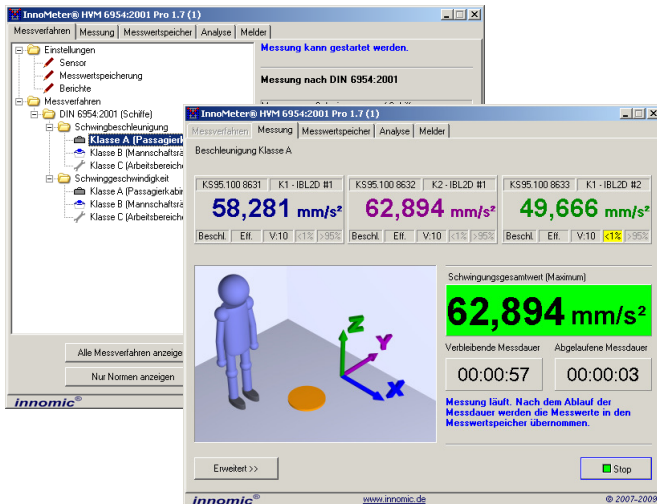 InnoMeter® HVM 6954:2001 Pro 1.7 (1)
Messverfahren Messung Messwertspeicher Analyse Melder
Einstellungen
Sensor
Messwertspeicherung
Berichte
Messverfahren
DIN 6954:2001 (Schiffe)
Schwingbeschleunigung
Klasse A (Passagierk
Klasse B (Mannschaftsrä
Klasse C (Arbeitsbereiche
Schwinggeschwindigkeit
Klasse A (Passagierkabin
Klasse B (Mannschaftsrä
Klasse C (Arbeitsbereiche
Alle Messverfahren anzeige
Nur Normen anzeigen
innomic®
Messung kann gestartet werden.
Messung nach DIN 6954:2001
InnoMeter® HVM 6954:2001 Pro 1.7 (1)
Messverfahren Messung Messwertspeicher Analyse Melder
Beschleunigung Klasse A
KS95.100 8631 K1 - IBL2D #1 KS95.100 8632 K2 - IBL2D #1 KS95.100 8633 K1 - IBL2D #2
58,281 mm/s² 62,894 mm/s² 49,666 mm/s²
Beschl. Eff. V:10 <1% >95% Beschl. Eff. V:10 <1% >95% Beschl. Eff. V:10 <1% >95%
Z
Y
X
Schwingungsgesamtwert (Maximum)
62,894 mm/s²
Verbleibende Messdauer Abgelaufene Messdauer
00:00:57 00:00:03
Messung läuft. Nach dem Ablauf der
Messdauer werden die Messwerte in den
Messwertspeicher übernommen.
Erweitert >> Stop
innomic® www.innomic.de © 2007-2009